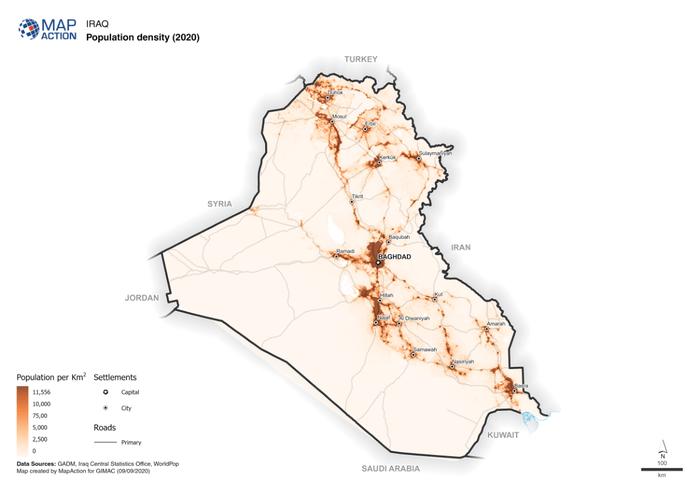 MAP
ACTION
IRAQ
Population density (2020)
TURKEY
Duhok
Mosul
Erbil
Kerkuk
Sulaymaniyah
Tikrit
SYRIA
Baqubah
IRAN
Ramadi
BAGHDAD
JORDAN
Hillah
Kut
Najaf
Al Diwaniyah
Amarah
Samawah
Nasiriyah
Basra
KUWAIT
SAUDI ARABIA
Population per Km²
11,556
10,000
75,00
5,000
2,500
0
Settlements
Capital
City
Roads
Primary
Data Sources: GADM, Iraq Central Statistics Office, WorldPop
Map created by MapAction for GIMAC (09/09/2020)
N
100
km